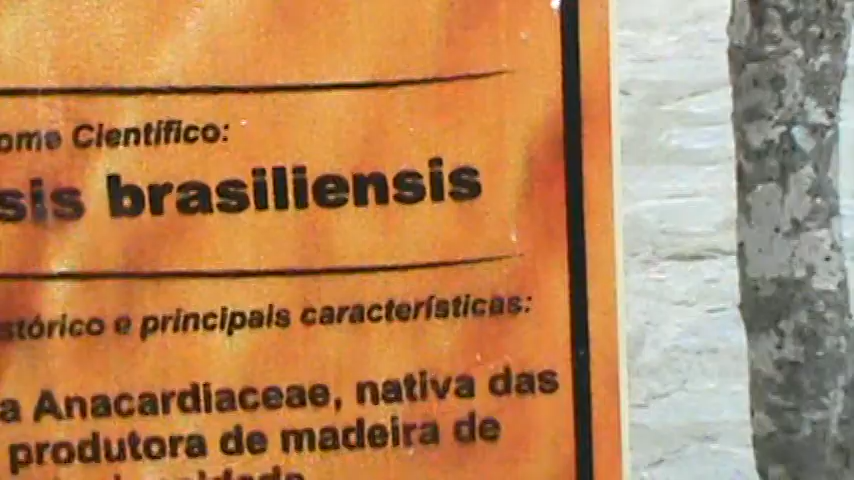 ome Científico:
sis brasiliensis
stórico e principais características:
a Anacardiaceae, nativa das
produtora de madeira de